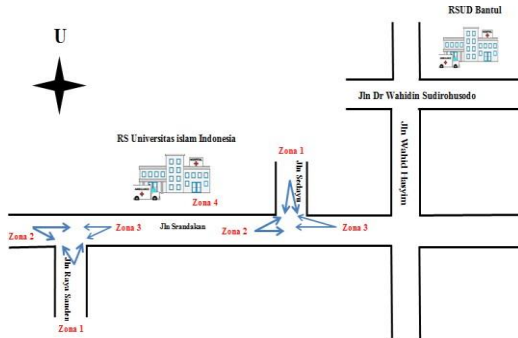 RSUD Bantul
U
Jln Dr Wahidin Sudirohusodo
RS Universitas islam Indonesia
Zona 1
Jln Wahid Hasyim
Jln Sedayu
Zona 4
Zona 2
Zona 3
Jln Srandakan
Zona 2
Zona 3
Jln Raya Sanden
Zona 1